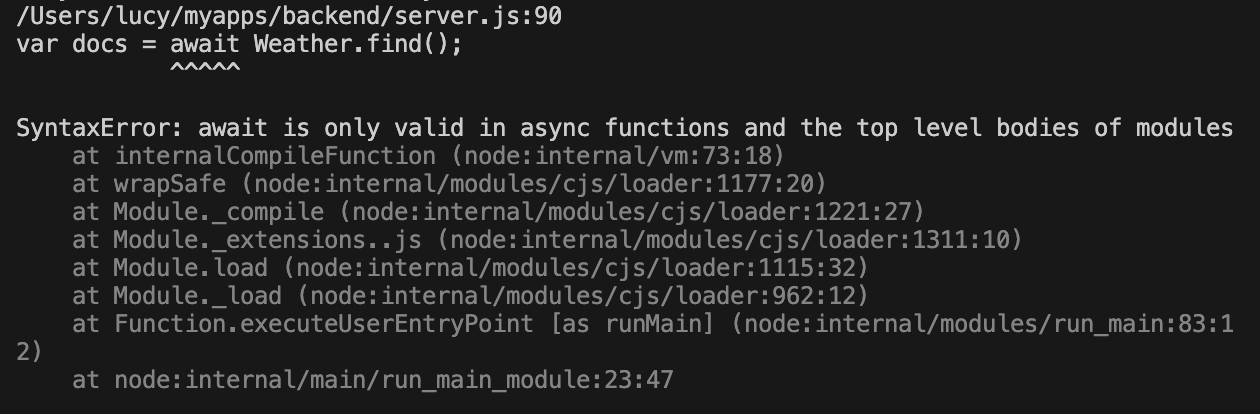 /Users/lucy/myapps/backend/server.js:90
var docs = await Weather.find();
           ^^^^^

SyntaxError: await is only valid in async functions and the top level bodies of modules
    at internalCompileFunction (node:internal/vm:73:18)
    at wrapSafe (node:internal/modules/cjs/loader:1177:20)
    at Module._compile (node:internal/modules/cjs/loader:1221:27)
    at Module._extensions..js (node:internal/modules/cjs/loader:1311:10)
    at Module.load (node:internal/modules/cjs/loader:1115:32)
    at Module._load (node:internal/modules/cjs/loader:962:12)
    at Function.executeUserEntryPoint [as runMain] (node:internal/modules/run_main:83:1
2)
    at node:internal/main/run_main_module:23:47